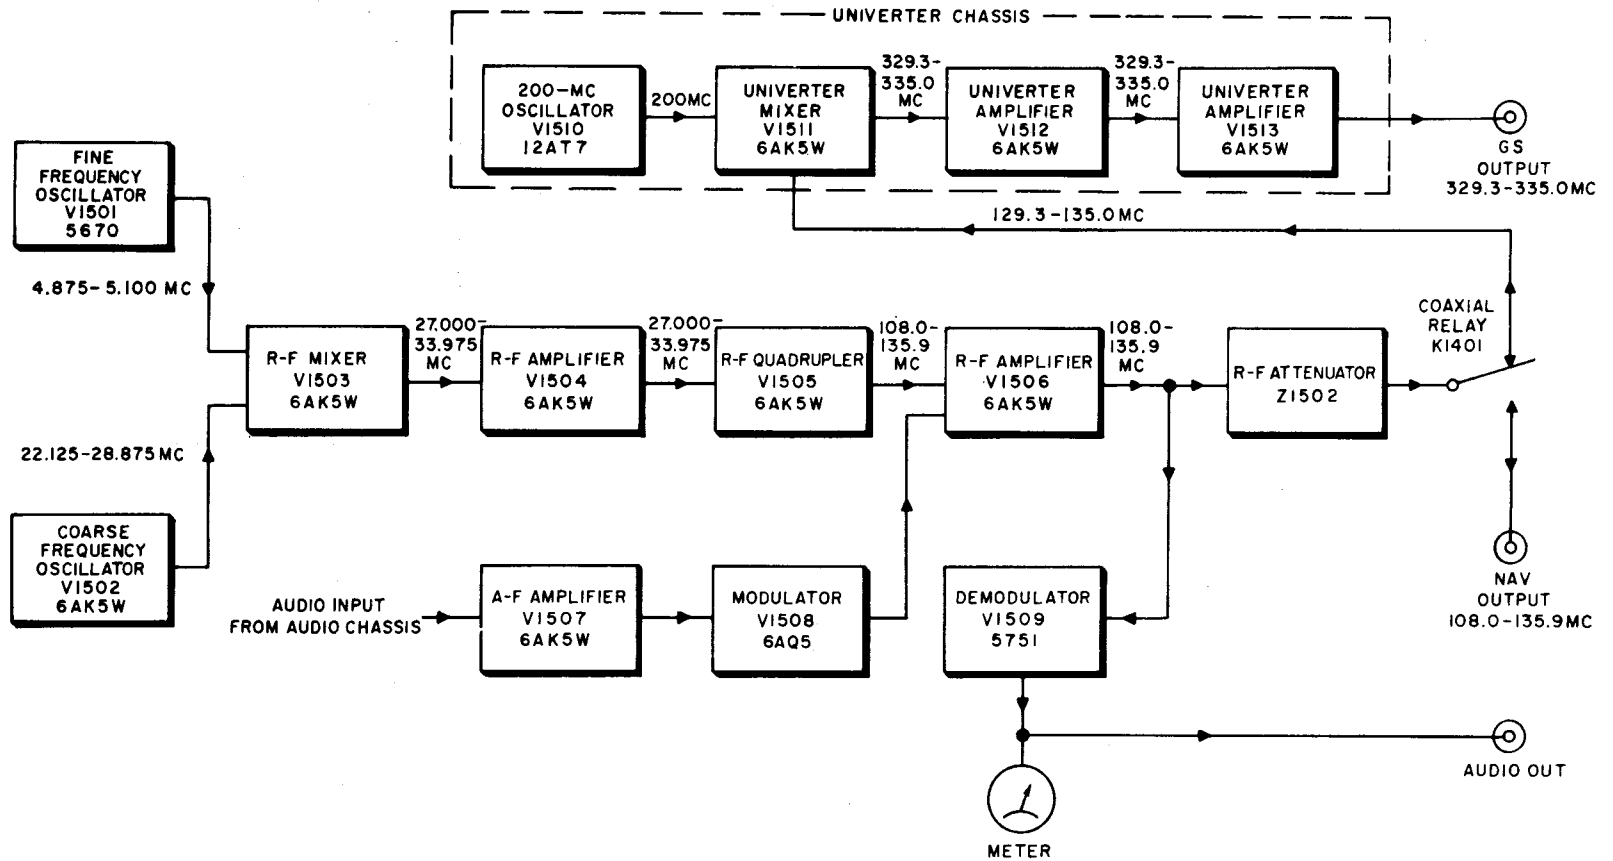 UNIVERTER CHASSIS
200-MC
OSCILLATOR
V1510
12AT7
200MC
UNIVERTER
MIXER
V1511
6AK5W
329.3-
335.0
MC
UNIVERTER
AMPLIFIER
V1512
6AK5W
329.3-
335.0
MC
UNIVERTER
AMPLIFIER
V1513
6AK5W
GS
OUTPUT
329.3-335.0MC
129.3-135.0MC
FINE
FREQUENCY
OSCILLATOR
V1501
5670
4.875-5.100 MC
R-F MIXER
V1503
6AK5W
27.000-
33.975
MC
R-F AMPLIFIER
V1504
6AK5W
27.000-
33.975
MC
R-F QUADRUPLER
V1505
6AK5W
108.0-
135.9
MC
R-F AMPLIFIER
V1506
6AK5W
108.0-
135.9
MC
R-F ATTENUATOR
Z1502
COAXIAL
RELAY
K1401
22.125-28.875 MC
COARSE
FREQUENCY
OSCILLATOR
V1502
6AK5W
AUDIO INPUT
FROM AUDIO CHASSIS
A-F AMPLIFIER
V1507
6AK5W
MODULATOR
V1508
6AQ5
DEMODULATOR
V1509
5751
NAV
OUTPUT
108.0-135.9MC
AUDIO OUT
METER